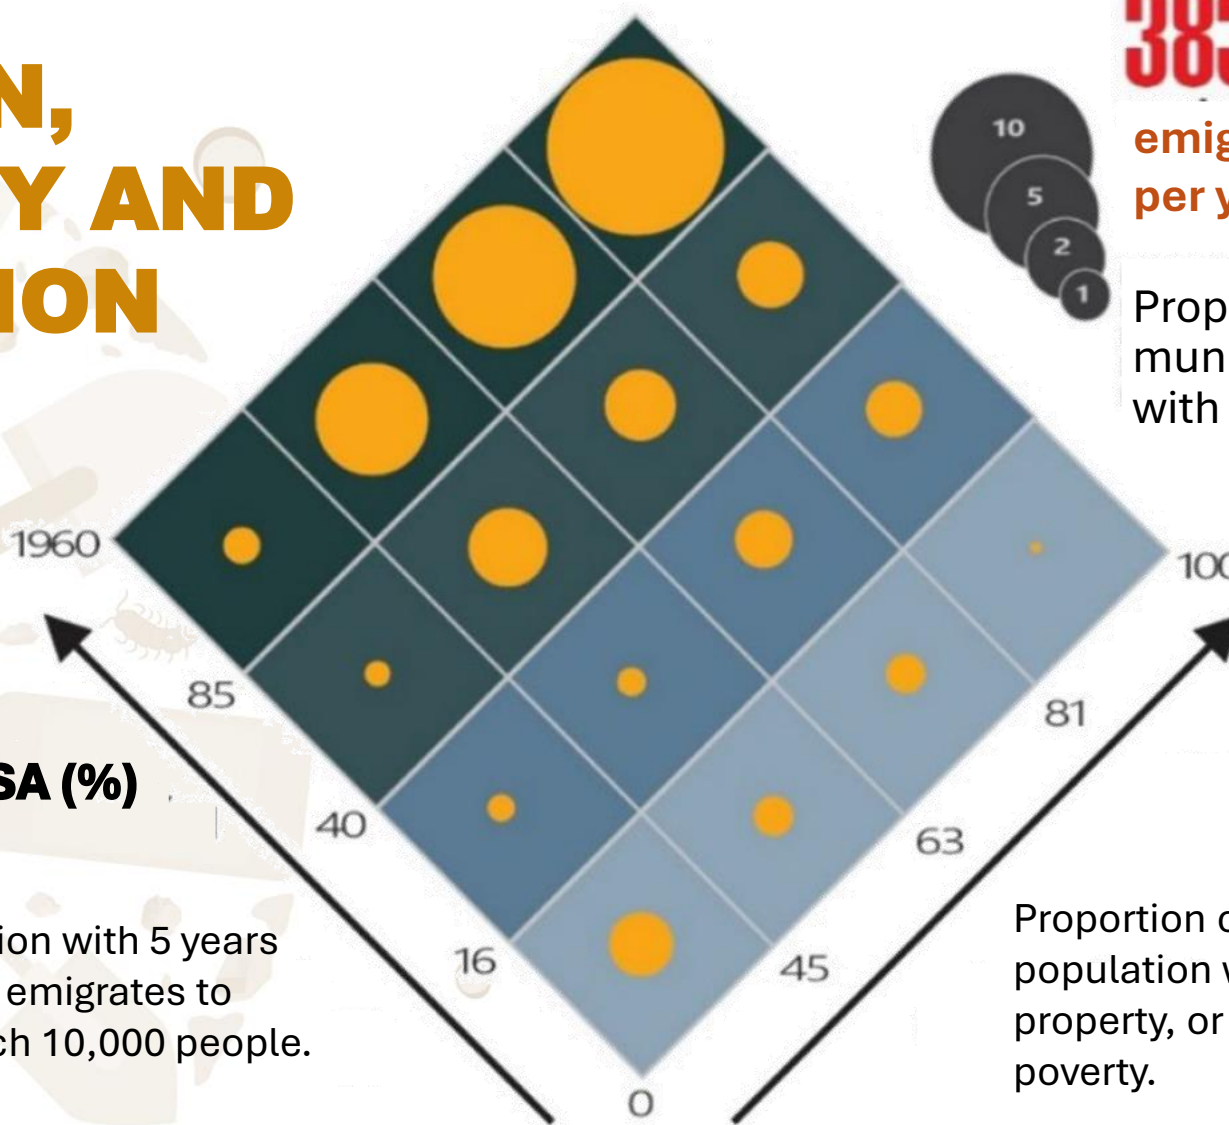 N,
Y AND
ION
383
emig
per y
10
5
2
1
Prop
mun
with
1960
100
85
81
SA (%)
40
63
ion with 5 years
emigrates to
ch 10,000 people.
16
45
Proportion o
population w
property, or
poverty.
0